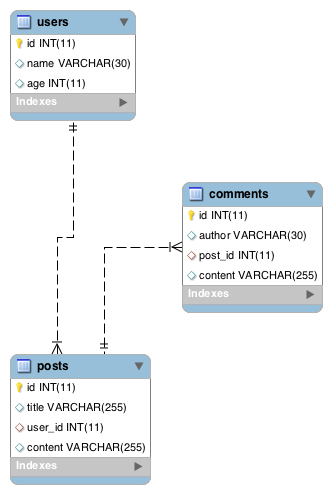 users
id INT(11)
name VARCHAR(30)
age INT(11)
Indexes
comments
id INT(11)
author VARCHAR(30)
post_id INT(11)
content VARCHAR(255)
Indexes
posts
id INT(11)
title VARCHAR(255)
user_id INT(11)
content VARCHAR(255)
Indexes